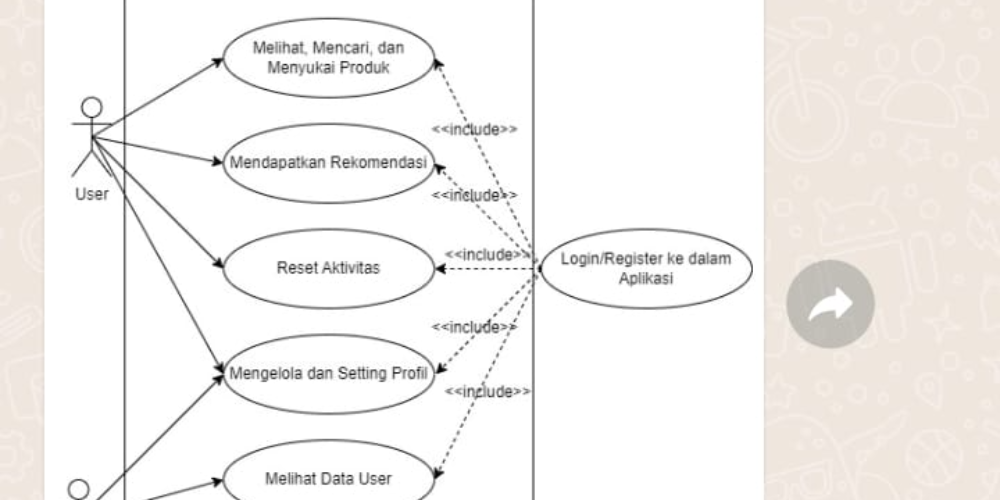 Melihat, Mencari, dan
Menyukai Produk
<<include>>
Mendapatkan Rekomendasi
<<include>>
User
<<include>>
Login/Register ke dalam
Aplikasi
Reset Aktivitas
<<include>>
Mengelola dan Setting Profil
<<include>>
Melihat Data User